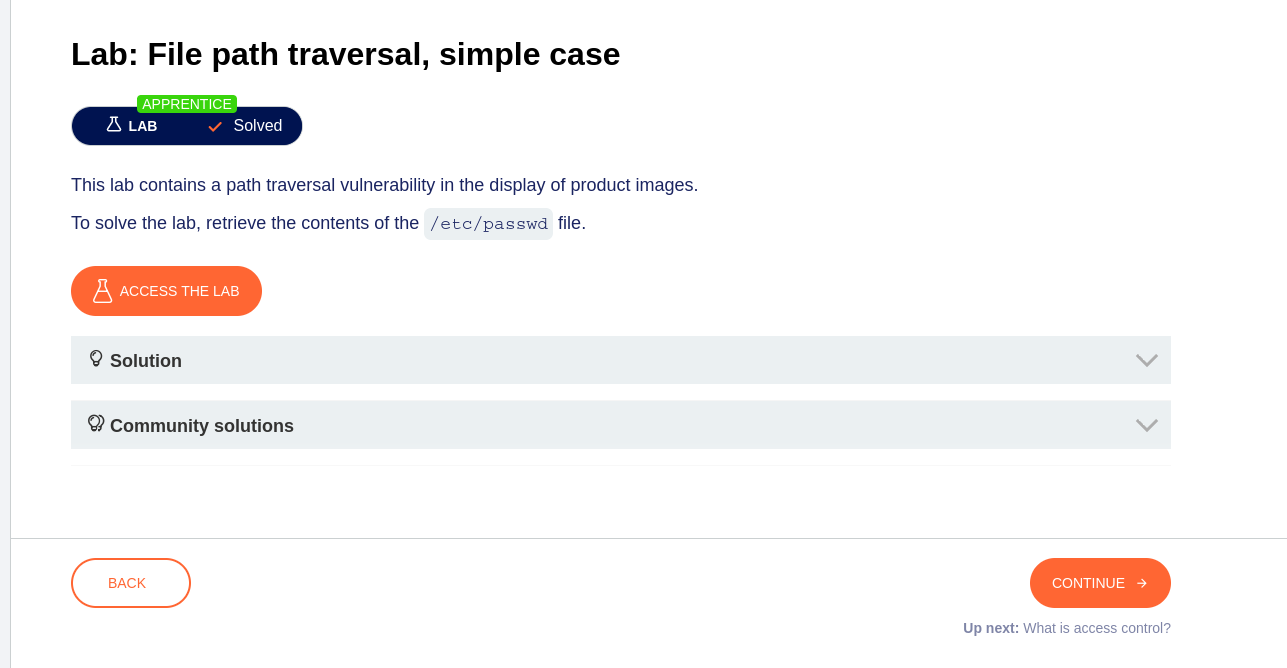 Lab: File path traversal, simple case
APPRENTICE
LAB Solved
This lab contains a path traversal vulnerability in the display of product images.
To solve the lab, retrieve the contents of the /etc/passwd file.
ACCESS THE LAB
Solution
Community solutions
BACK
CONTINUE →
Up next: What is access control?